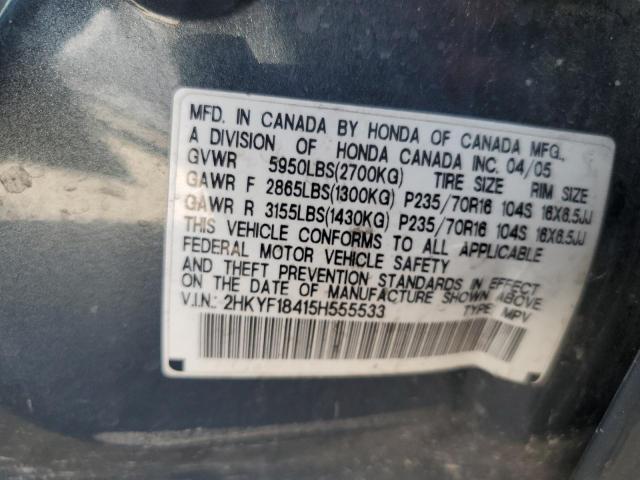 MFD. IN CANADA BY HONDA OF CANADA MFG.,
A DIVISION OF HONDA CANADA INC. 04/05
GVWR 5950LBS(2700KG) TIRE SIZE RIM SIZE
GAWR F 2865LBS(1300KG) P235/70R16 104S 16X6.5JJ
GAWR R 3155LBS(1430KG) P235/70R16 104S 16X6.5JJ
THIS VEHICLE CONFORMS TO ALL APPLICABLE
FEDERAL MOTOR VEHICLE SAFETY
AND THEFT PREVENTION STANDARDS IN EFFECT
ON THE DATE OF MANUFACTURE SHOWN ABOVE.
V.I.N.: 2HKYF18415H555533 TYPE: MPV